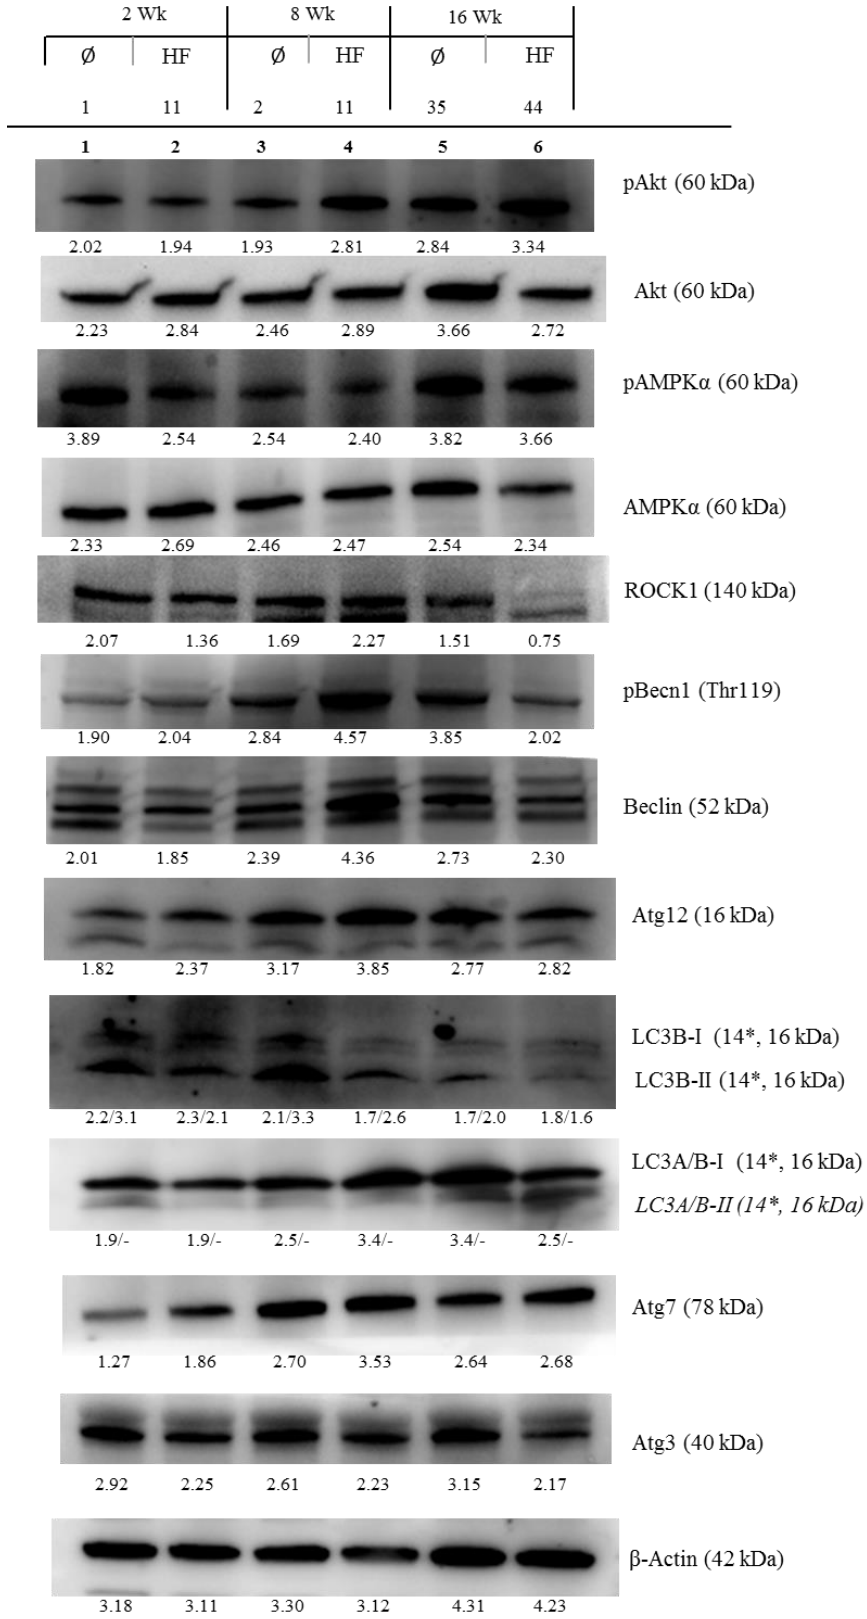 2 Wk 8 Wk 16 Wk
Ø HF Ø HF Ø HF
1 11 2 11 35 44
1 2 3 4 5 6
pAkt (60 kDa)
2.02 1.94 1.93 2.81 2.84 3.34
Akt (60 kDa)
2.23 2.84 2.46 2.89 3.66 2.72
pAMPKα (60 kDa)
3.89 2.54 2.54 2.40 3.82 3.66
AMPKα (60 kDa)
2.33 2.69 2.46 2.47 2.54 2.34
ROCK1 (140 kDa)
2.07 1.36 1.69 2.27 1.51 0.75
pBecn1 (Thr119)
1.90 2.04 2.84 4.57 3.85 2.02
Beclin (52 kDa)
2.01 1.85 2.39 4.36 2.73 2.30
Atg12 (16 kDa)
1.82 2.37 3.17 3.85 2.77 2.82
LC3B-I (14*, 16 kDa)
LC3B-II (14*, 16 kDa)
2.2/3.1 2.3/2.1 2.1/3.3 1.7/2.6 1.7/2.0 1.8/1.6
LC3A/B-I (14*, 16 kDa)
LC3A/B-II (14*, 16 kDa)
1.9/- 1.9/- 2.5/- 3.4/- 3.4/- 2.5/-
Atg7 (78 kDa)
1.27 1.86 2.70 3.53 2.64 2.68
Atg3 (40 kDa)
2.92 2.25 2.61 2.23 3.15 2.17
β-Actin (42 kDa)
3.18 3.11 3.30 3.12 4.31 4.23